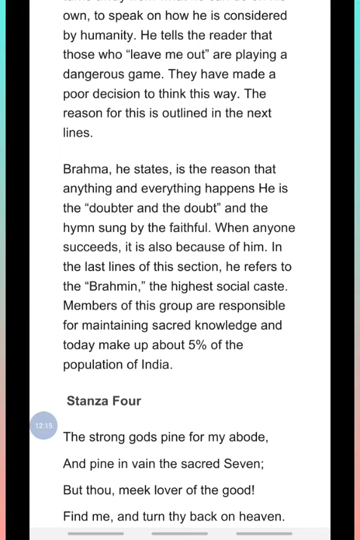 own, to speak on how he is considered
by humanity. He tells the reader that
those who “leave me out” are playing a
dangerous game. They have made a
poor decision to think this way. The
reason for this is outlined in the next
lines.
Brahma, he states, is the reason that
anything and everything happens He is
the “doubter and the doubt” and the
hymn sung by the faithful. When anyone
succeeds, it is also because of him. In
the last lines of this section, he refers to
the “Brahmin,” the highest social caste.
Members of this group are responsible
for maintaining sacred knowledge and
today make up about 5% of the
population of India.
Stanza Four
12:15
The strong gods pine for my abode,
And pine in vain the sacred Seven;
But thou, meek lover of the good!
Find me, and turn thy back on heaven.